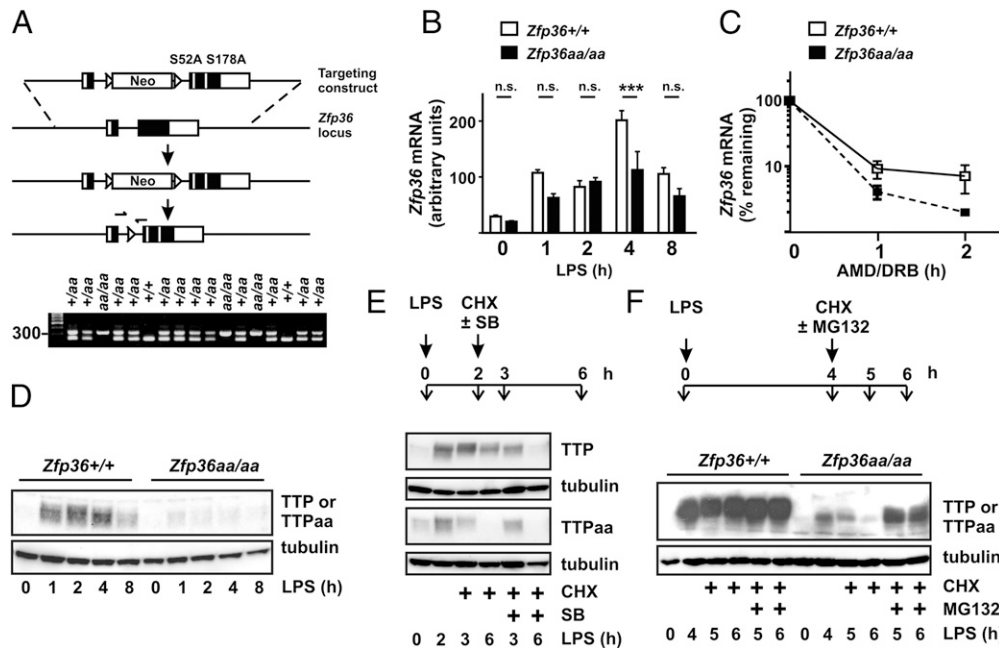 A
S52A S178A
Neo
Targeting
construct
Zfp36
locus
Neo
+/aa +/aa aa/aa +/aa +/aa +/+ +/aa +/aa +/aa aa/aa +/aa aa/aa +/aa +/+ +/aa +/aa
300-
B
Zfp36+/+
Zfp36aa/aa
n.s. n.s. n.s. *** n.s.
Zfp36 mRNA
(arbitrary units)
200
100
0 1 2 4 8
LPS (h)
C
Zfp36+/+
Zfp36aa/aa
Zfp36 mRNA
(% remaining)
100
10
0 1 2
AMD/DRB (h)
D
Zfp36+/+ Zfp36aa/aa
TTP or
TTPaa
tubulin
0 1 2 4 8 0 1 2 4 8 LPS (h)
E
LPS CHX
± SB
0 2 3 6 h
TTP
tubulin
TTPaa
tubulin
+ + + + CHX
+ + SB
0 2 3 6 3 6 LPS (h)
F
LPS CHX
± MG132
0 4 5 6 h
Zfp36+/+ Zfp36aa/aa
TTP or
TTPaa
tubulin
+ + + + + + + + CHX
+ + + + MG132
0 4 5 6 5 6 0 4 5 6 5 6 LPS (h)